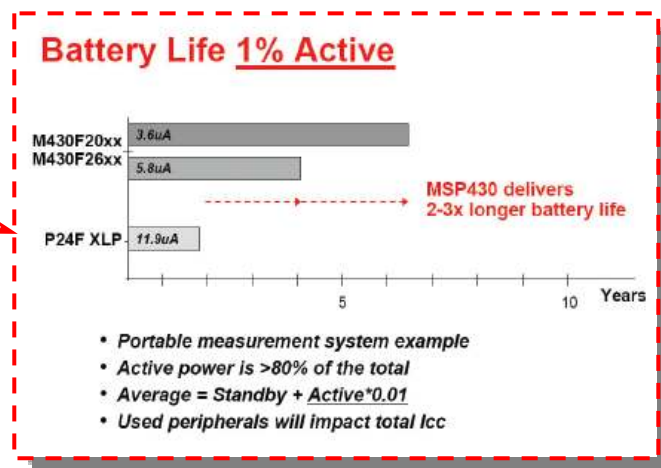 Battery Life 1% Active
M430F20xx
3.6uA
M430F26xx
5.8uA
MSP430 delivers
2-3x longer battery life
P24F XLP
11.9uA
5
10
Years
• Portable measurement system example
• Active power is >80% of the total
• Average = Standby + Active*0.01
• Used peripherals will impact total Icc